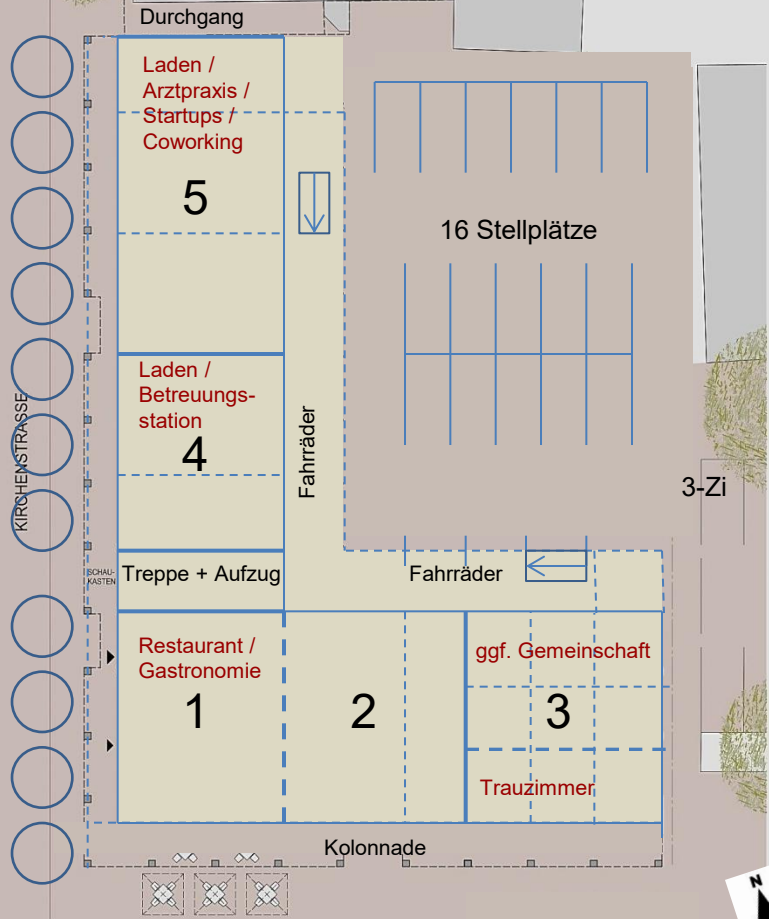 Durchgang
Laden /
Arztpraxis /
Startups /
Coworking
5
16 Stellplätze
Laden /
Betreuungs-
station
4
Fahrräder
KIRCHENSTRASSE
3-Zi
SCHAU-
KASTEN
Treppe + Aufzug
Fahrräder
Restaurant /
Gastronomie
1
2
ggf. Gemeinschaft
3
Trauzimmer
Kolonnade
N